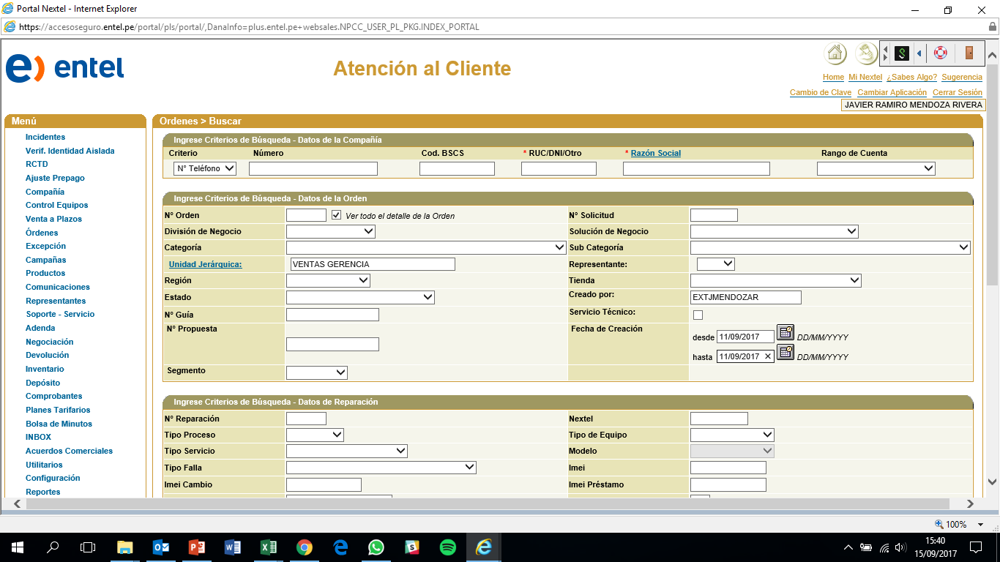 Portal Nextel - Internet Explorer
https://accesoseguro.entel.pe/portal/pls/portal/,DanaInfo=plus.entel.pe+websales.NPCC_USER_PL_PKG.INDEX_PORTAL
entel
Atención al Cliente
Home Mi Nextel ¿Sabes Algo? Sugerencia
Cambio de Clave Cambiar Aplicación Cerrar Sesión
JAVIER RAMIRO MENDOZA RIVERA
Menú
Incidentes
Verif. Identidad Aislada
RCTD
Ajuste Prepago
Compañía
Control Equipos
Venta a Plazos
Órdenes
Excepción
Campañas
Productos
Comunicaciones
Representantes
Soporte - Servicio
Adenda
Negociación
Devolución
Inventario
Depósito
Comprobantes
Planes Tarifarios
Bolsa de Minutos
INBOX
Acuerdos Comerciales
Utilitarios
Configuración
Reportes
Ordenes > Buscar
Ingrese Criterios de Búsqueda - Datos de la Compañía
Criterio Número Cod. BSCS * RUC/DNI/Otro * Razón Social Rango de Cuenta
N° Teléfono
Ingrese Criterios de Búsqueda - Datos de la Orden
N° Orden Ver todo el detalle de la Orden N° Solicitud
División de Negocio Solución de Negocio
Categoría Sub Categoría
Unidad Jerárquica: VENTAS GERENCIA Representante:
Región Tienda
Estado Creado por: EXTJMENDOZAR
N° Guía Servicio Técnico:
N° Propuesta Fecha de Creación
desde 11/09/2017 DD/MM/YYYY
hasta 11/09/2017 DD/MM/YYYY
Segmento
Ingrese Criterios de Búsqueda - Datos de Reparación
N° Reparación Nextel
Tipo Proceso Tipo de Equipo
Tipo Servicio Modelo
Tipo Falla Imei
Imei Cambio Imei Préstamo
100%
15:40
15/09/2017